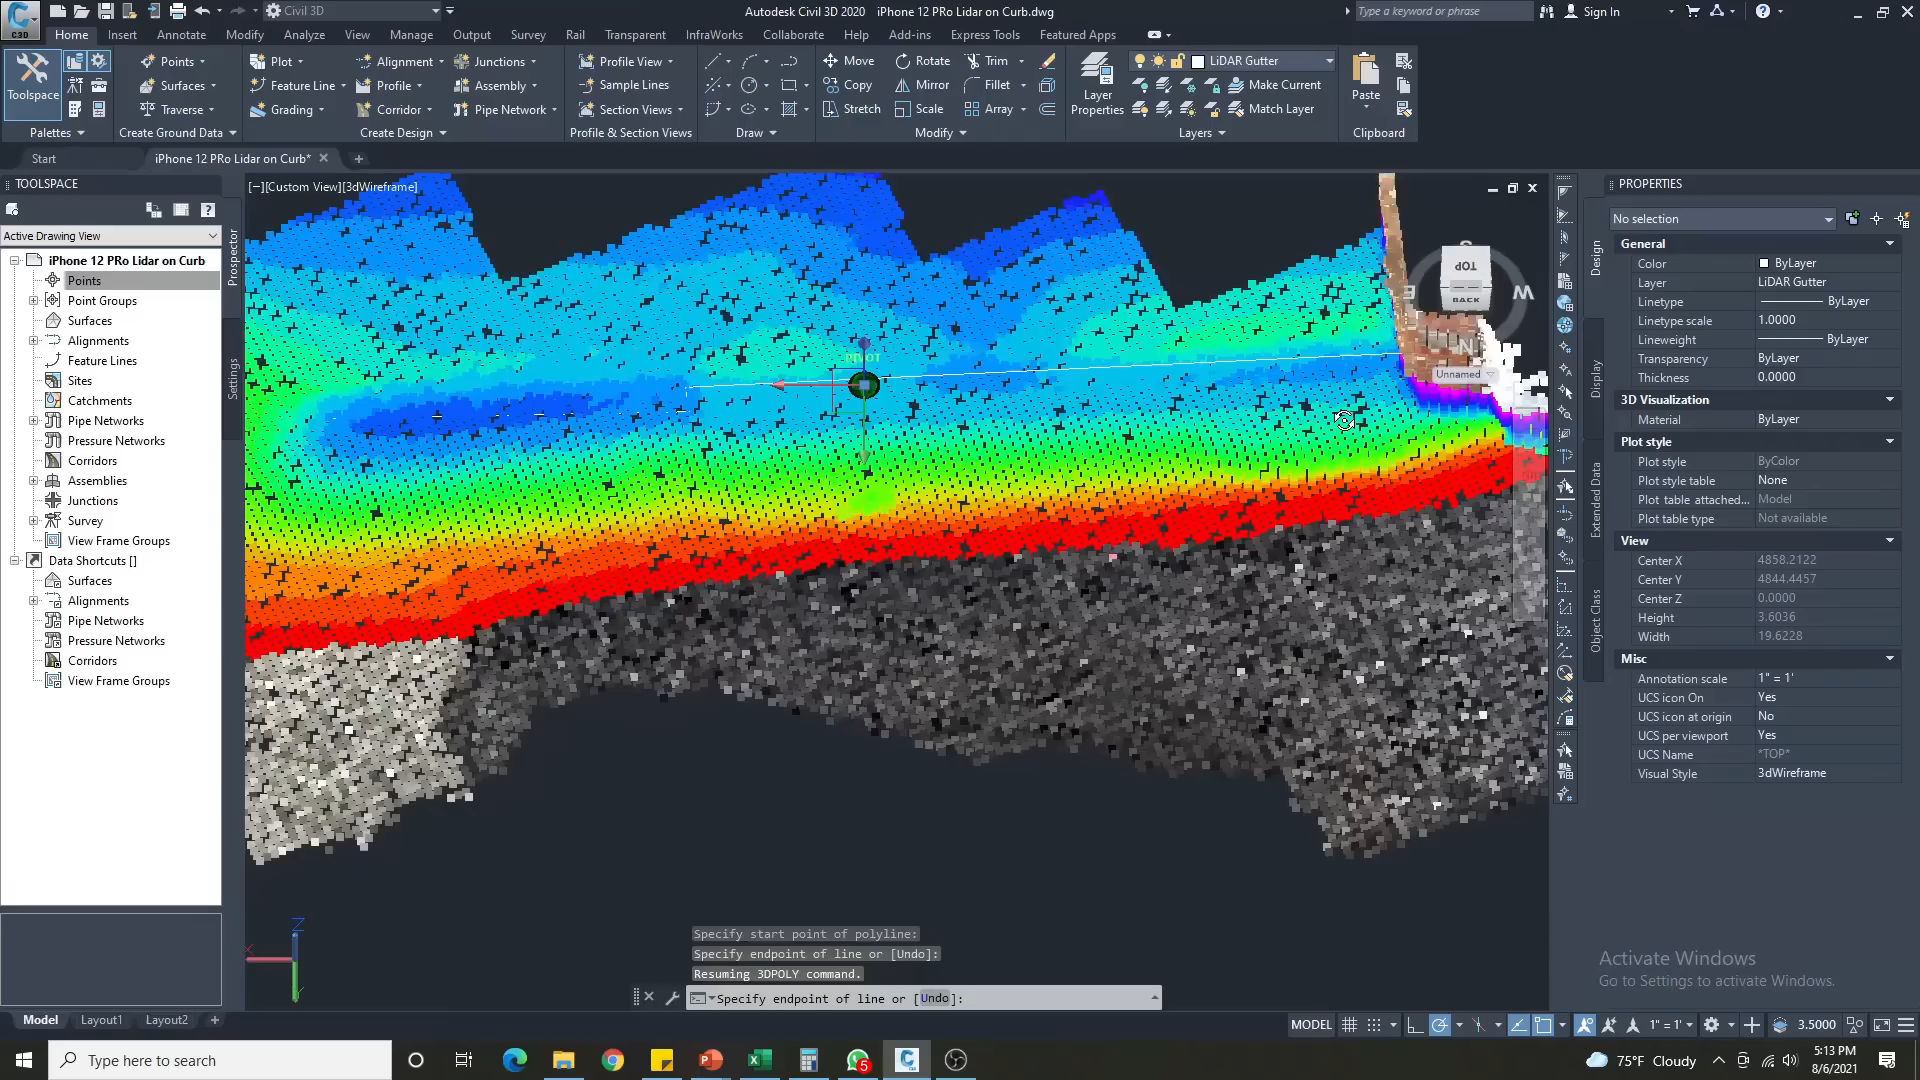 C3D
Civil 3D
Autodesk Civil 3D 2020 iPhone 12 PRo Lidar on Curb.dwg
Type a keyword or phrase
Sign In
Home Insert Annotate Modify Analyze View Manage Output Survey Rail Transparent InfraWorks Collaborate Help Add-ins Express Tools Featured Apps
Toolspace
Points
Surfaces
Traverse
Plot
Feature Line
Grading
Alignment
Profile
Corridor
Junctions
Assembly
Pipe Network
Profile View
Sample Lines
Section Views
Move
Copy
Stretch
Rotate
Mirror
Scale
Trim
Fillet
Array
Layer Properties
LiDAR Gutter
Make Current
Match Layer
Paste
Palettes Create Ground Data Create Design Profile & Section Views Draw Modify Layers Clipboard
Start
iPhone 12 PRo Lidar on Curb*
TOOLSPACE
Active Drawing View
iPhone 12 PRo Lidar on Curb
Points
Point Groups
Surfaces
Alignments
Feature Lines
Sites
Catchments
Pipe Networks
Pressure Networks
Corridors
Assemblies
Junctions
Survey
View Frame Groups
Data Shortcuts []
Surfaces
Alignments
Pipe Networks
Pressure Networks
Corridors
View Frame Groups
Prospector
Settings
[−][Custom View][3dWireframe]
PIVOT
TOP
BACK
E
W
N
Unnamed
Z
X
Y
Specify start point of polyline:
Specify endpoint of line or [Undo]:
Resuming 3DPOLY command.
Specify endpoint of line or [Undo]:
PROPERTIES
No selection
Design
Display
Extended Data
Object Class
General
Color ByLayer
Layer LiDAR Gutter
Linetype ByLayer
Linetype scale 1.0000
Lineweight ByLayer
Transparency ByLayer
Thickness 0.0000
3D Visualization
Material ByLayer
Plot style
Plot style ByColor
Plot style table None
Plot table attached... Model
Plot table type Not available
View
Center X 4858.2122
Center Y 4844.4457
Center Z 0.0000
Height 3.6036
Width 19.6228
Misc
Annotation scale 1" = 1'
UCS icon On Yes
UCS icon at origin No
UCS per viewport Yes
UCS Name *TOP*
Visual Style 3dWireframe
Activate Windows
Go to Settings to activate Windows.
Model Layout1 Layout2
MODEL
1" = 1'
3.5000
Type here to search
5
75°F Cloudy
5:13 PM
8/6/2021